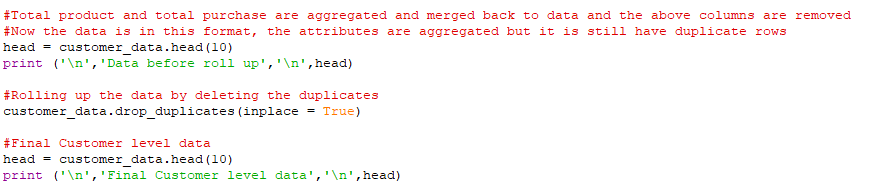 #Total product and total purchase are aggregated and merged back to data and the above columns are removed
#Now the data is in this format, the attributes are aggregated but it is still have duplicate rows
head = customer_data.head(10)
print ('\n','Data before roll up','\n',head)
#Rolling up the data by deleting the duplicates
customer_data.drop_duplicates(inplace = True)
#Final Customer level data
head = customer_data.head(10)
print ('\n','Final Customer level data','\n',head)